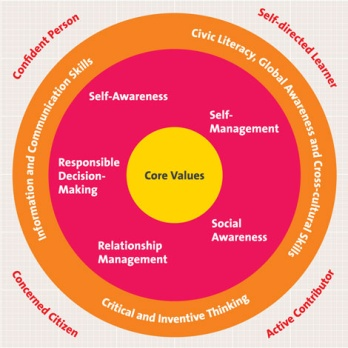 Confident Person
Self-directed Learner
Information and Communication Skills
Civic Literacy, Global Awareness and Cross-cultural Skills
Self-Awareness
Self-
Management
Responsible
Decision-
Making
Core Values
Social
Awareness
Relationship
Management
Critical and Inventive Thinking
Concerned Citizen
Active Contributor